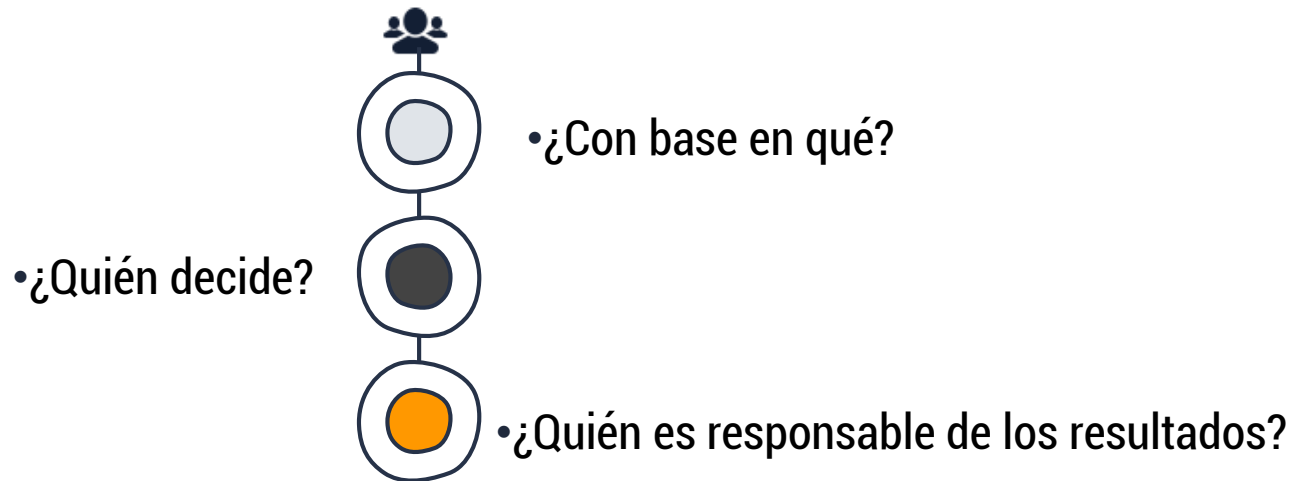 •¿Con base en qué?
•¿Quién decide?
•¿Quién es responsable de los resultados?